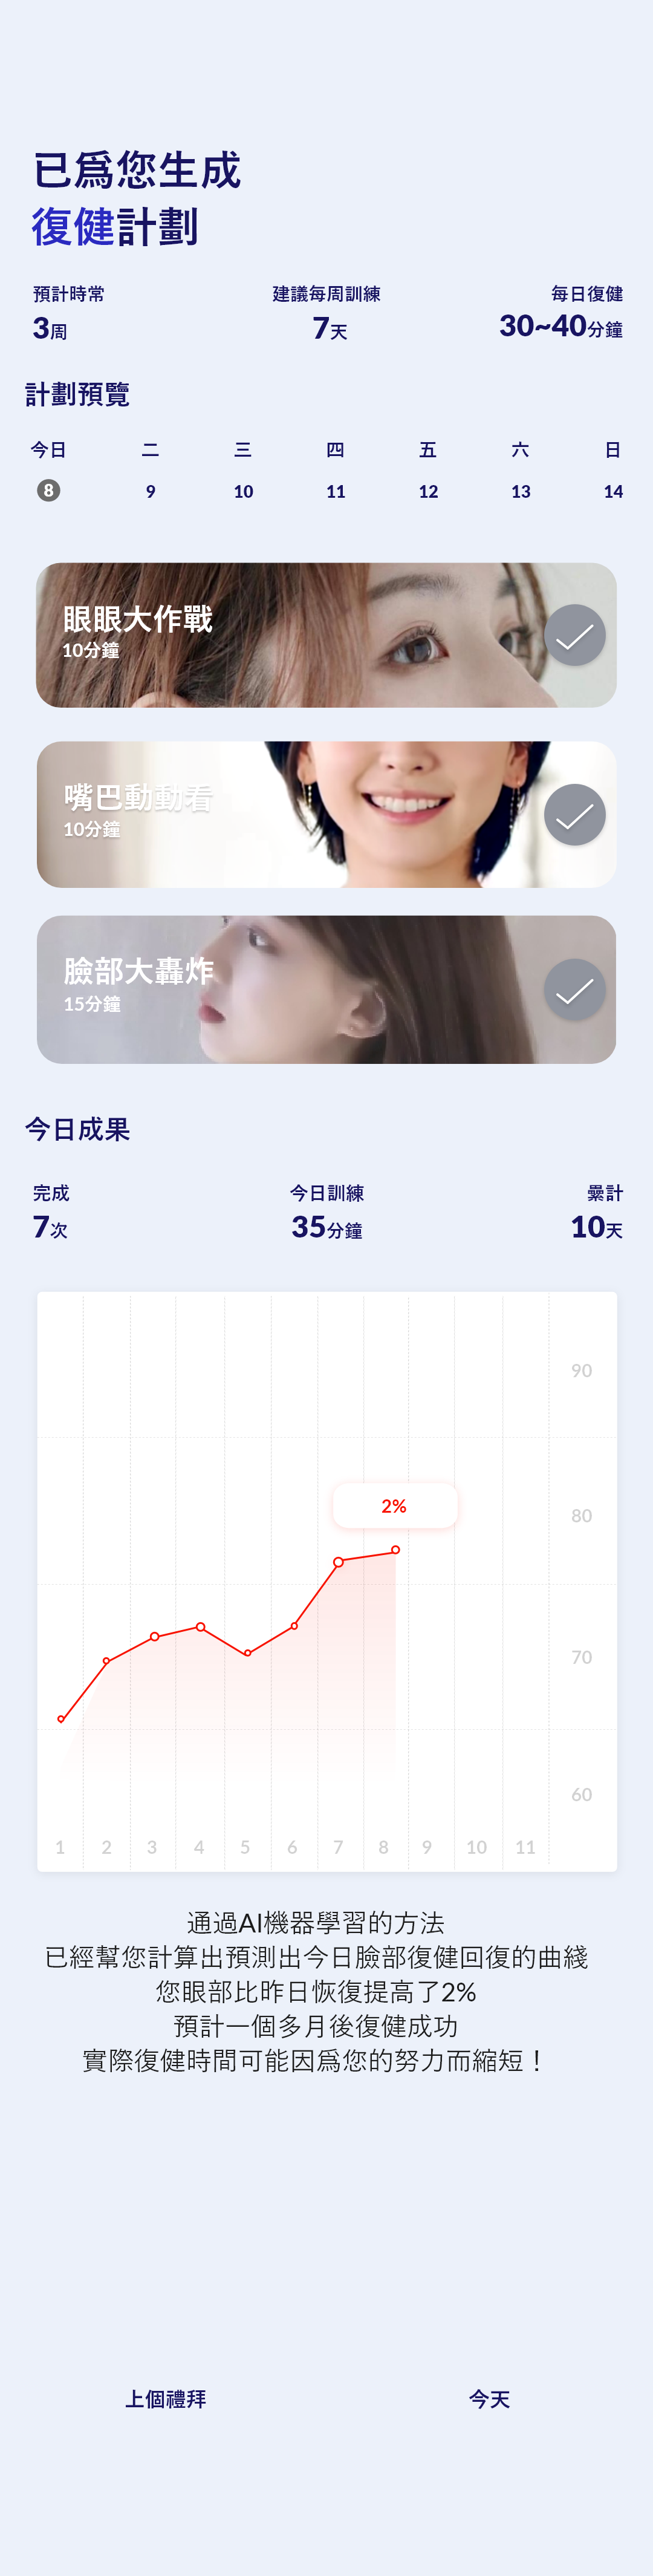 已爲您生成
復健計劃
預計時常 建議每周訓練 每日復健
3周 7天 30~40分鐘
計劃預覽
今日 二 三 四 五 六 日
8 9 10 11 12 13 14
眼眼大作戰
10分鐘
嘴巴動動看
10分鐘
臉部大轟炸
15分鐘
今日成果
完成 今日訓練 纍計
7次 35分鐘 10天
90
2%
80
70
60
1 2 3 4 5 6 7 8 9 10 11
通過AI機器學習的方法
已經幫您計算出預測出今日臉部復健回復的曲綫
您眼部比昨日恢復提高了2%
預計一個多月後復健成功
實際復健時間可能因爲您的努力而縮短！
上個禮拜 今天